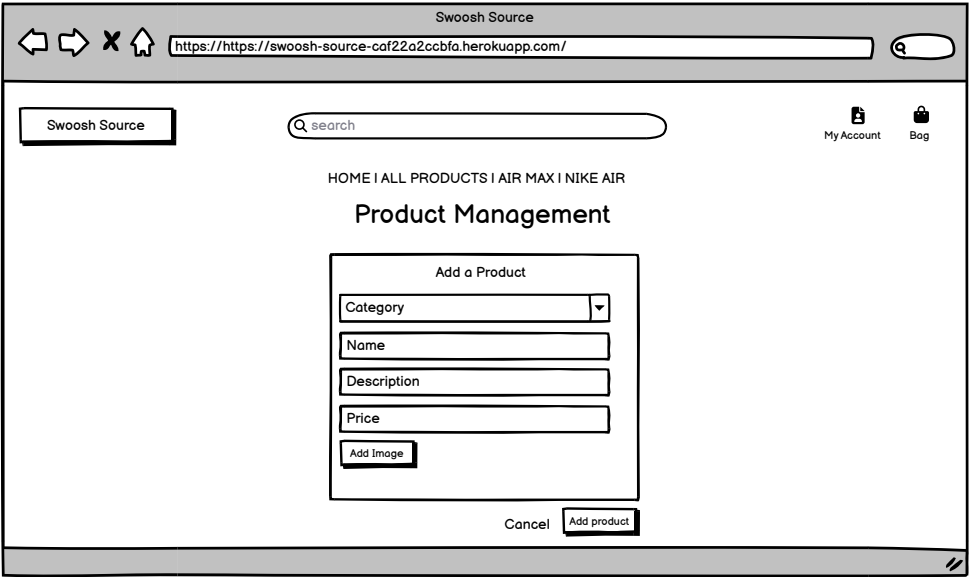 Swoosh Source
https://https://swoosh-source-caf22a2ccbfa.herokuapp.com/
Swoosh Source
search
My Account
Bag
HOME | ALL PRODUCTS | AIR MAX | NIKE AIR
Product Management
Add a Product
Category
Name
Description
Price
Add Image
Cancel
Add product